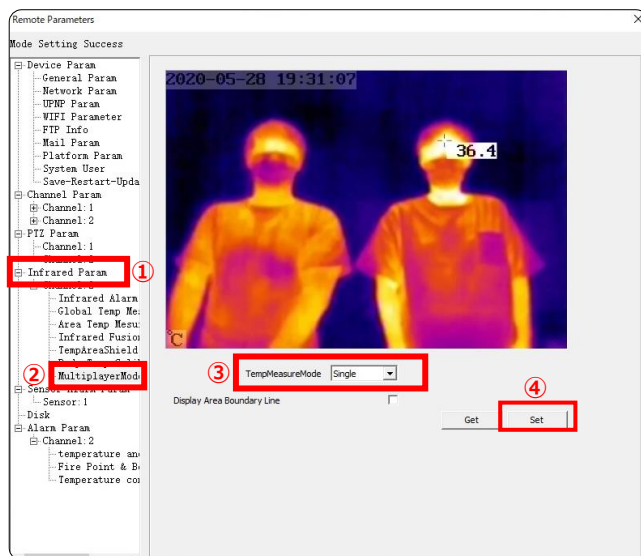 Remote Parameters
Mode Setting Success
Device Param
General Param
Network Param
UPNP Param
WIFI Parameter
FTP Info
Mail Param
Platform Param
System User
Save-Restart-Upda
Channel Param
Channel:1
Channel:2
PTZ Param
Channel:1
Infrared Param
①
Infrared Alarm
Global Temp Me
Area Temp Mesu
Infrared Fusion
TempAreaShield
②
MultiplayerMode
Sensor Alarm Param
Sensor:1
Disk
Alarm Param
Channel:2
temperature and
Fire Point & B
Temperature con
2020-05-28 19:31:07
36.4
°C
③
TempMeasureMode Single
Display Area Boundary Line
④
Get Set